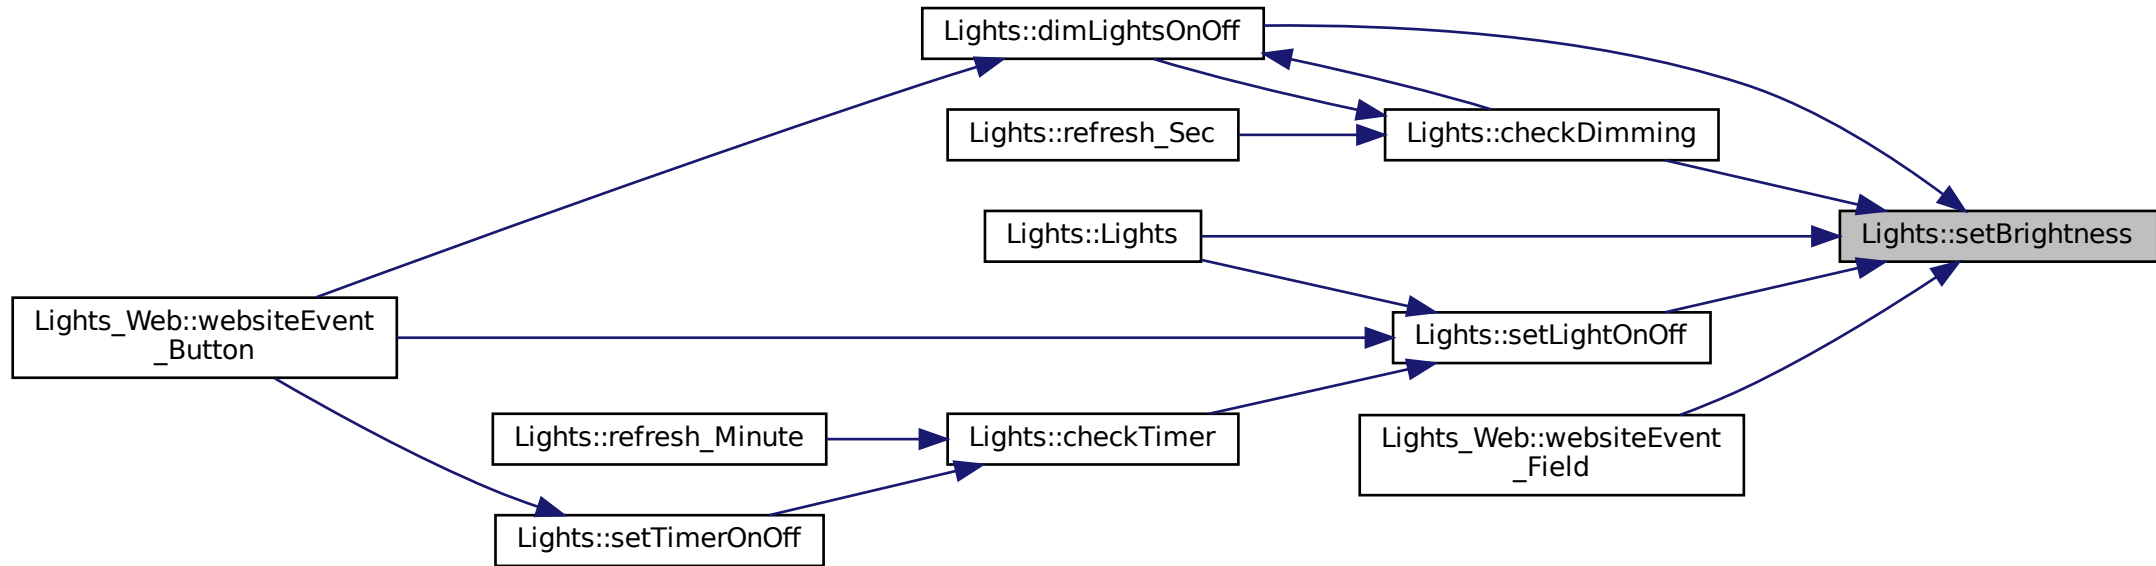 Lights::dimLightsOnOff
Lights::refresh_Sec
Lights::checkDimming
Lights::Lights
Lights::setBrightness
Lights_Web::websiteEvent
_Button
Lights::setLightOnOff
Lights::refresh_Minute
Lights::checkTimer
Lights_Web::websiteEvent
_Field
Lights::setTimerOnOff